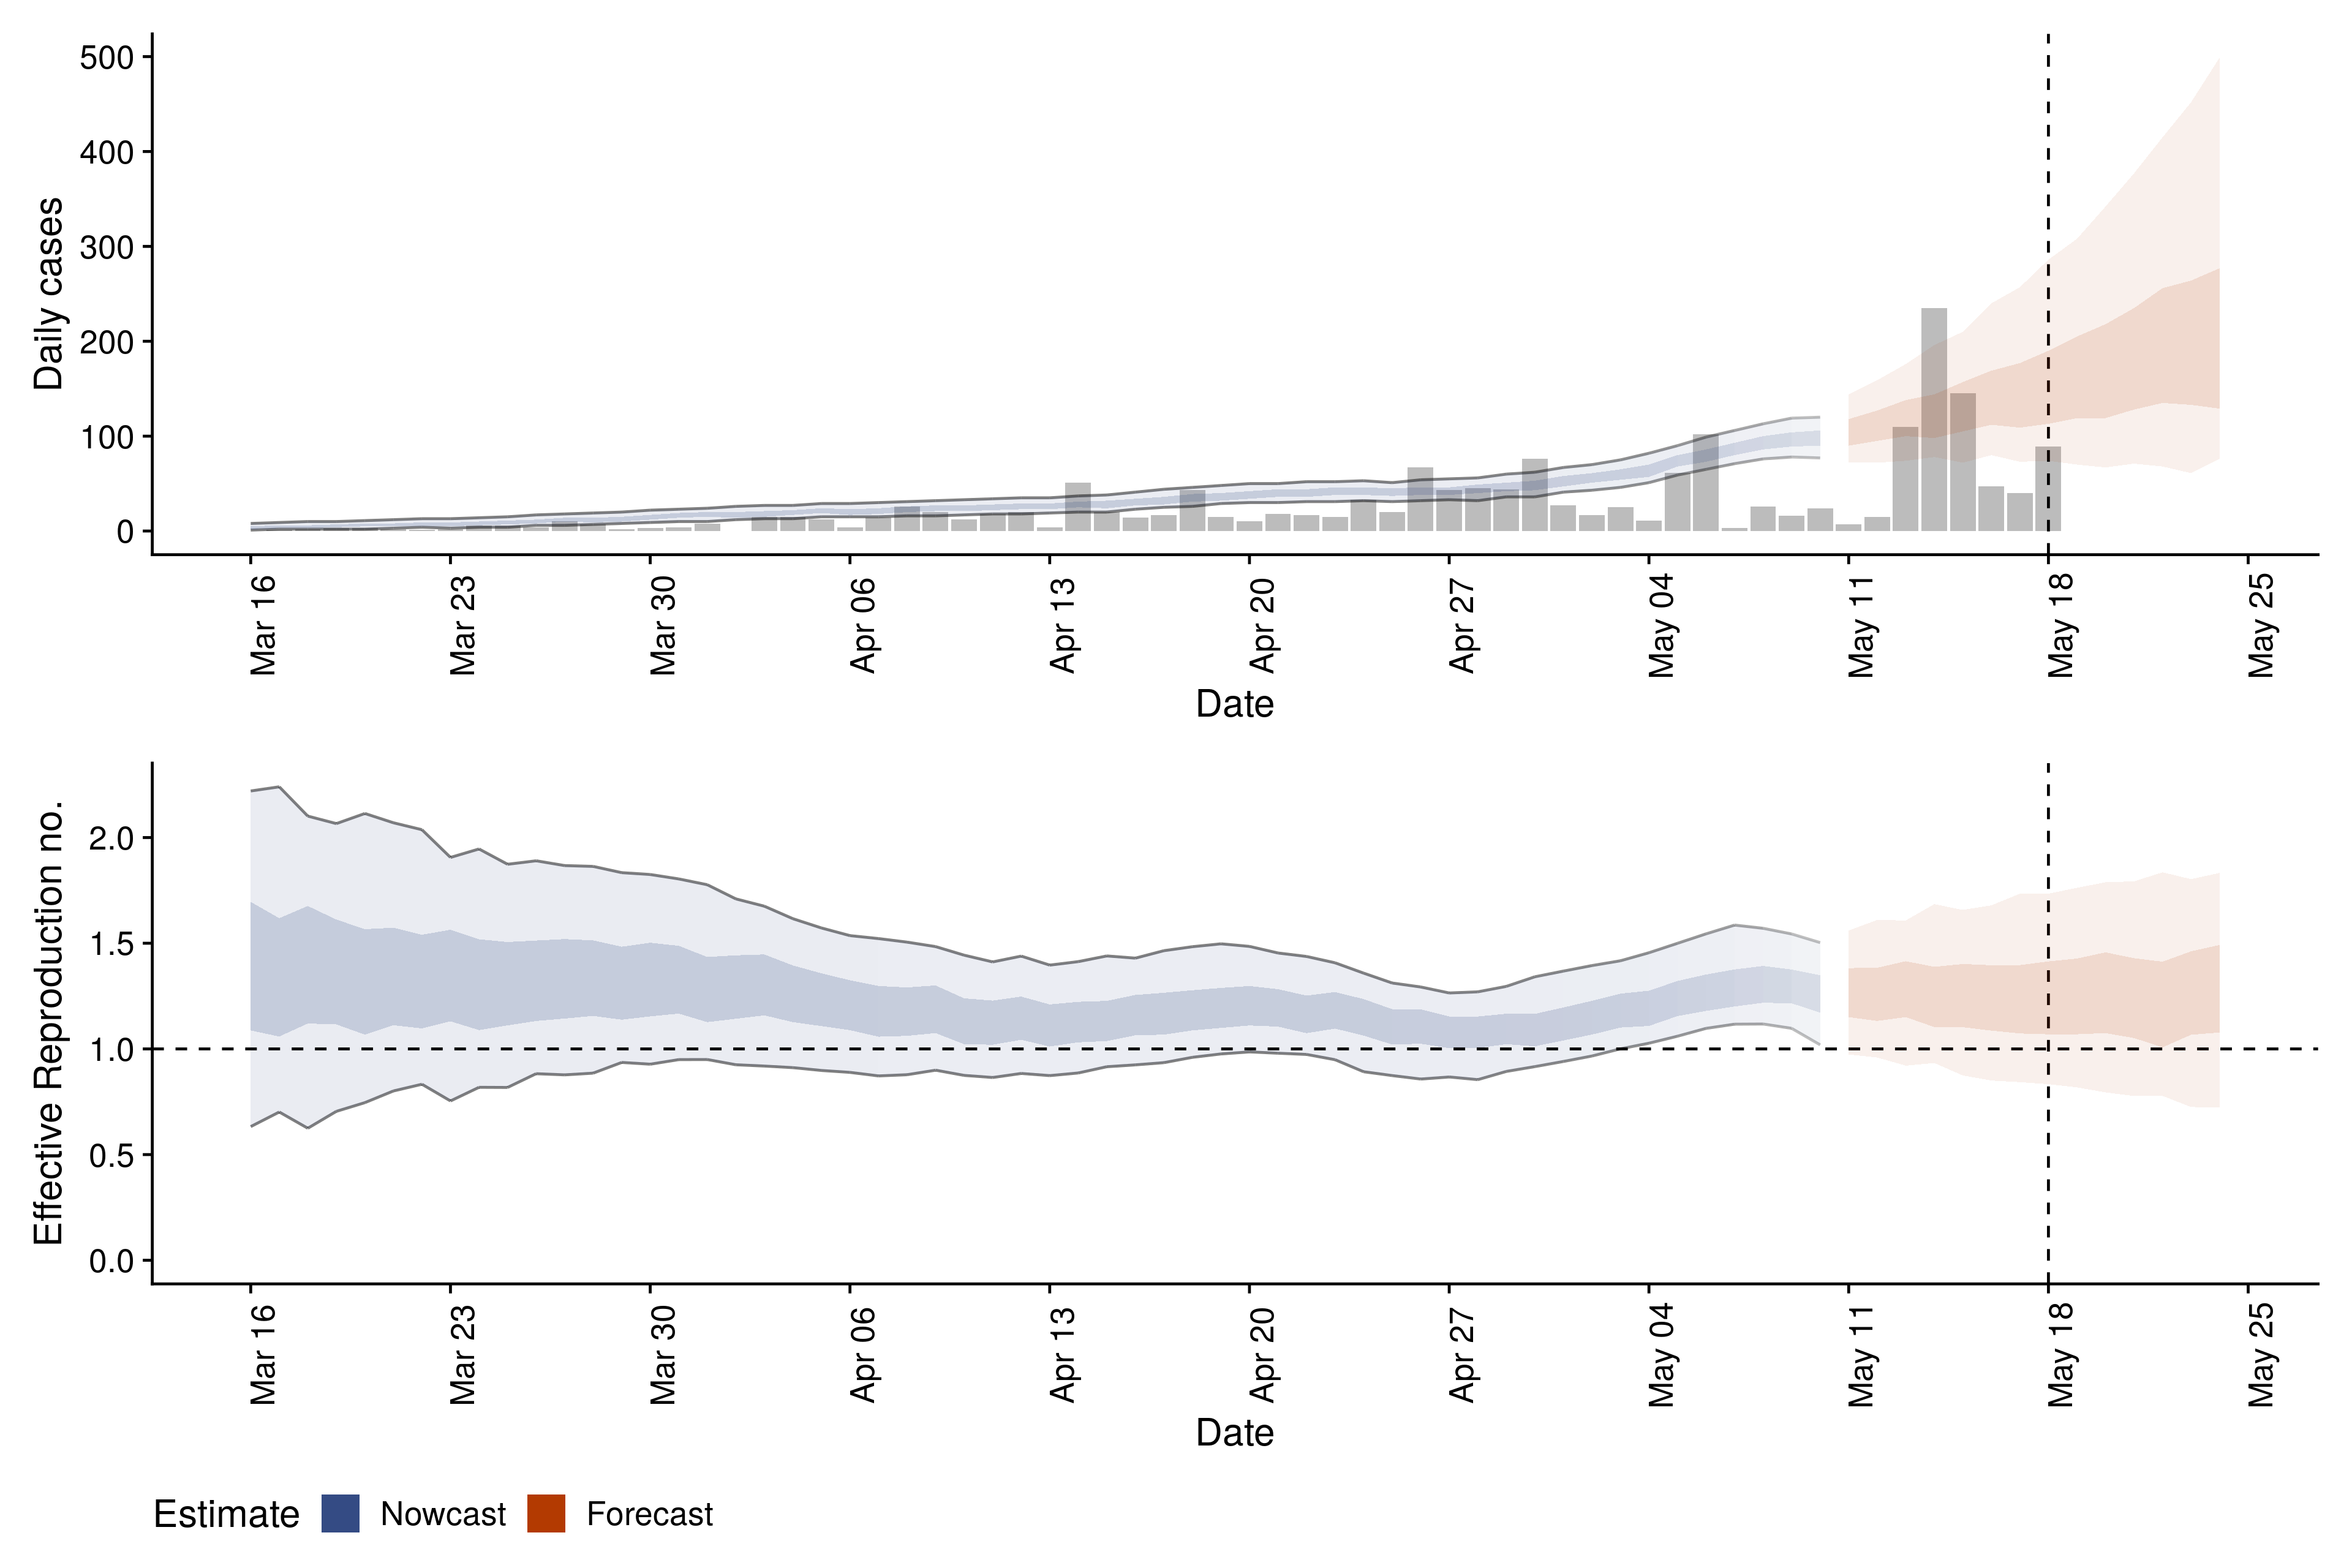 Daily cases
500
400
300
200
100
0
Mar 16
Mar 23
Mar 30
Apr 06
Apr 13
Apr 20
Apr 27
May 04
May 11
May 18
May 25
Date
Effective Reproduction no.
2.0
1.5
1.0
0.5
0.0
Mar 16
Mar 23
Mar 30
Apr 06
Apr 13
Apr 20
Apr 27
May 04
May 11
May 18
May 25
Date
Estimate Nowcast Forecast